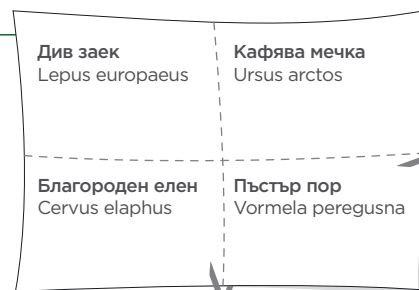 Див заек
Lepus europaeus
Кафява мечка
Ursus arctos
Благороден елен
Cervus elaphus
Пъстър пор
Vormela peregusna